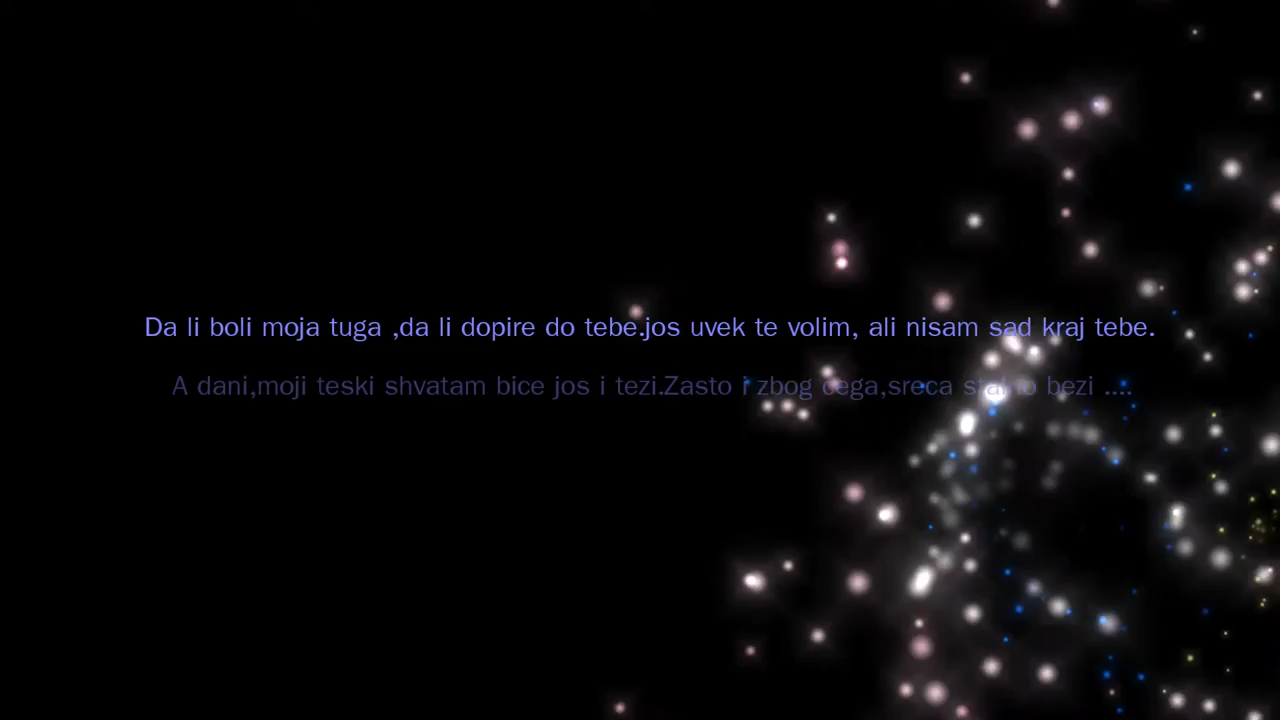 Da li boli moja tuga ,da li dopire do tebe.jos uvek te volim, ali nisam sad kraj tebe.
A dani,moji teski shvatam bice jos i tezi.Zasto i zbog cega,sreca stalno bezi ....